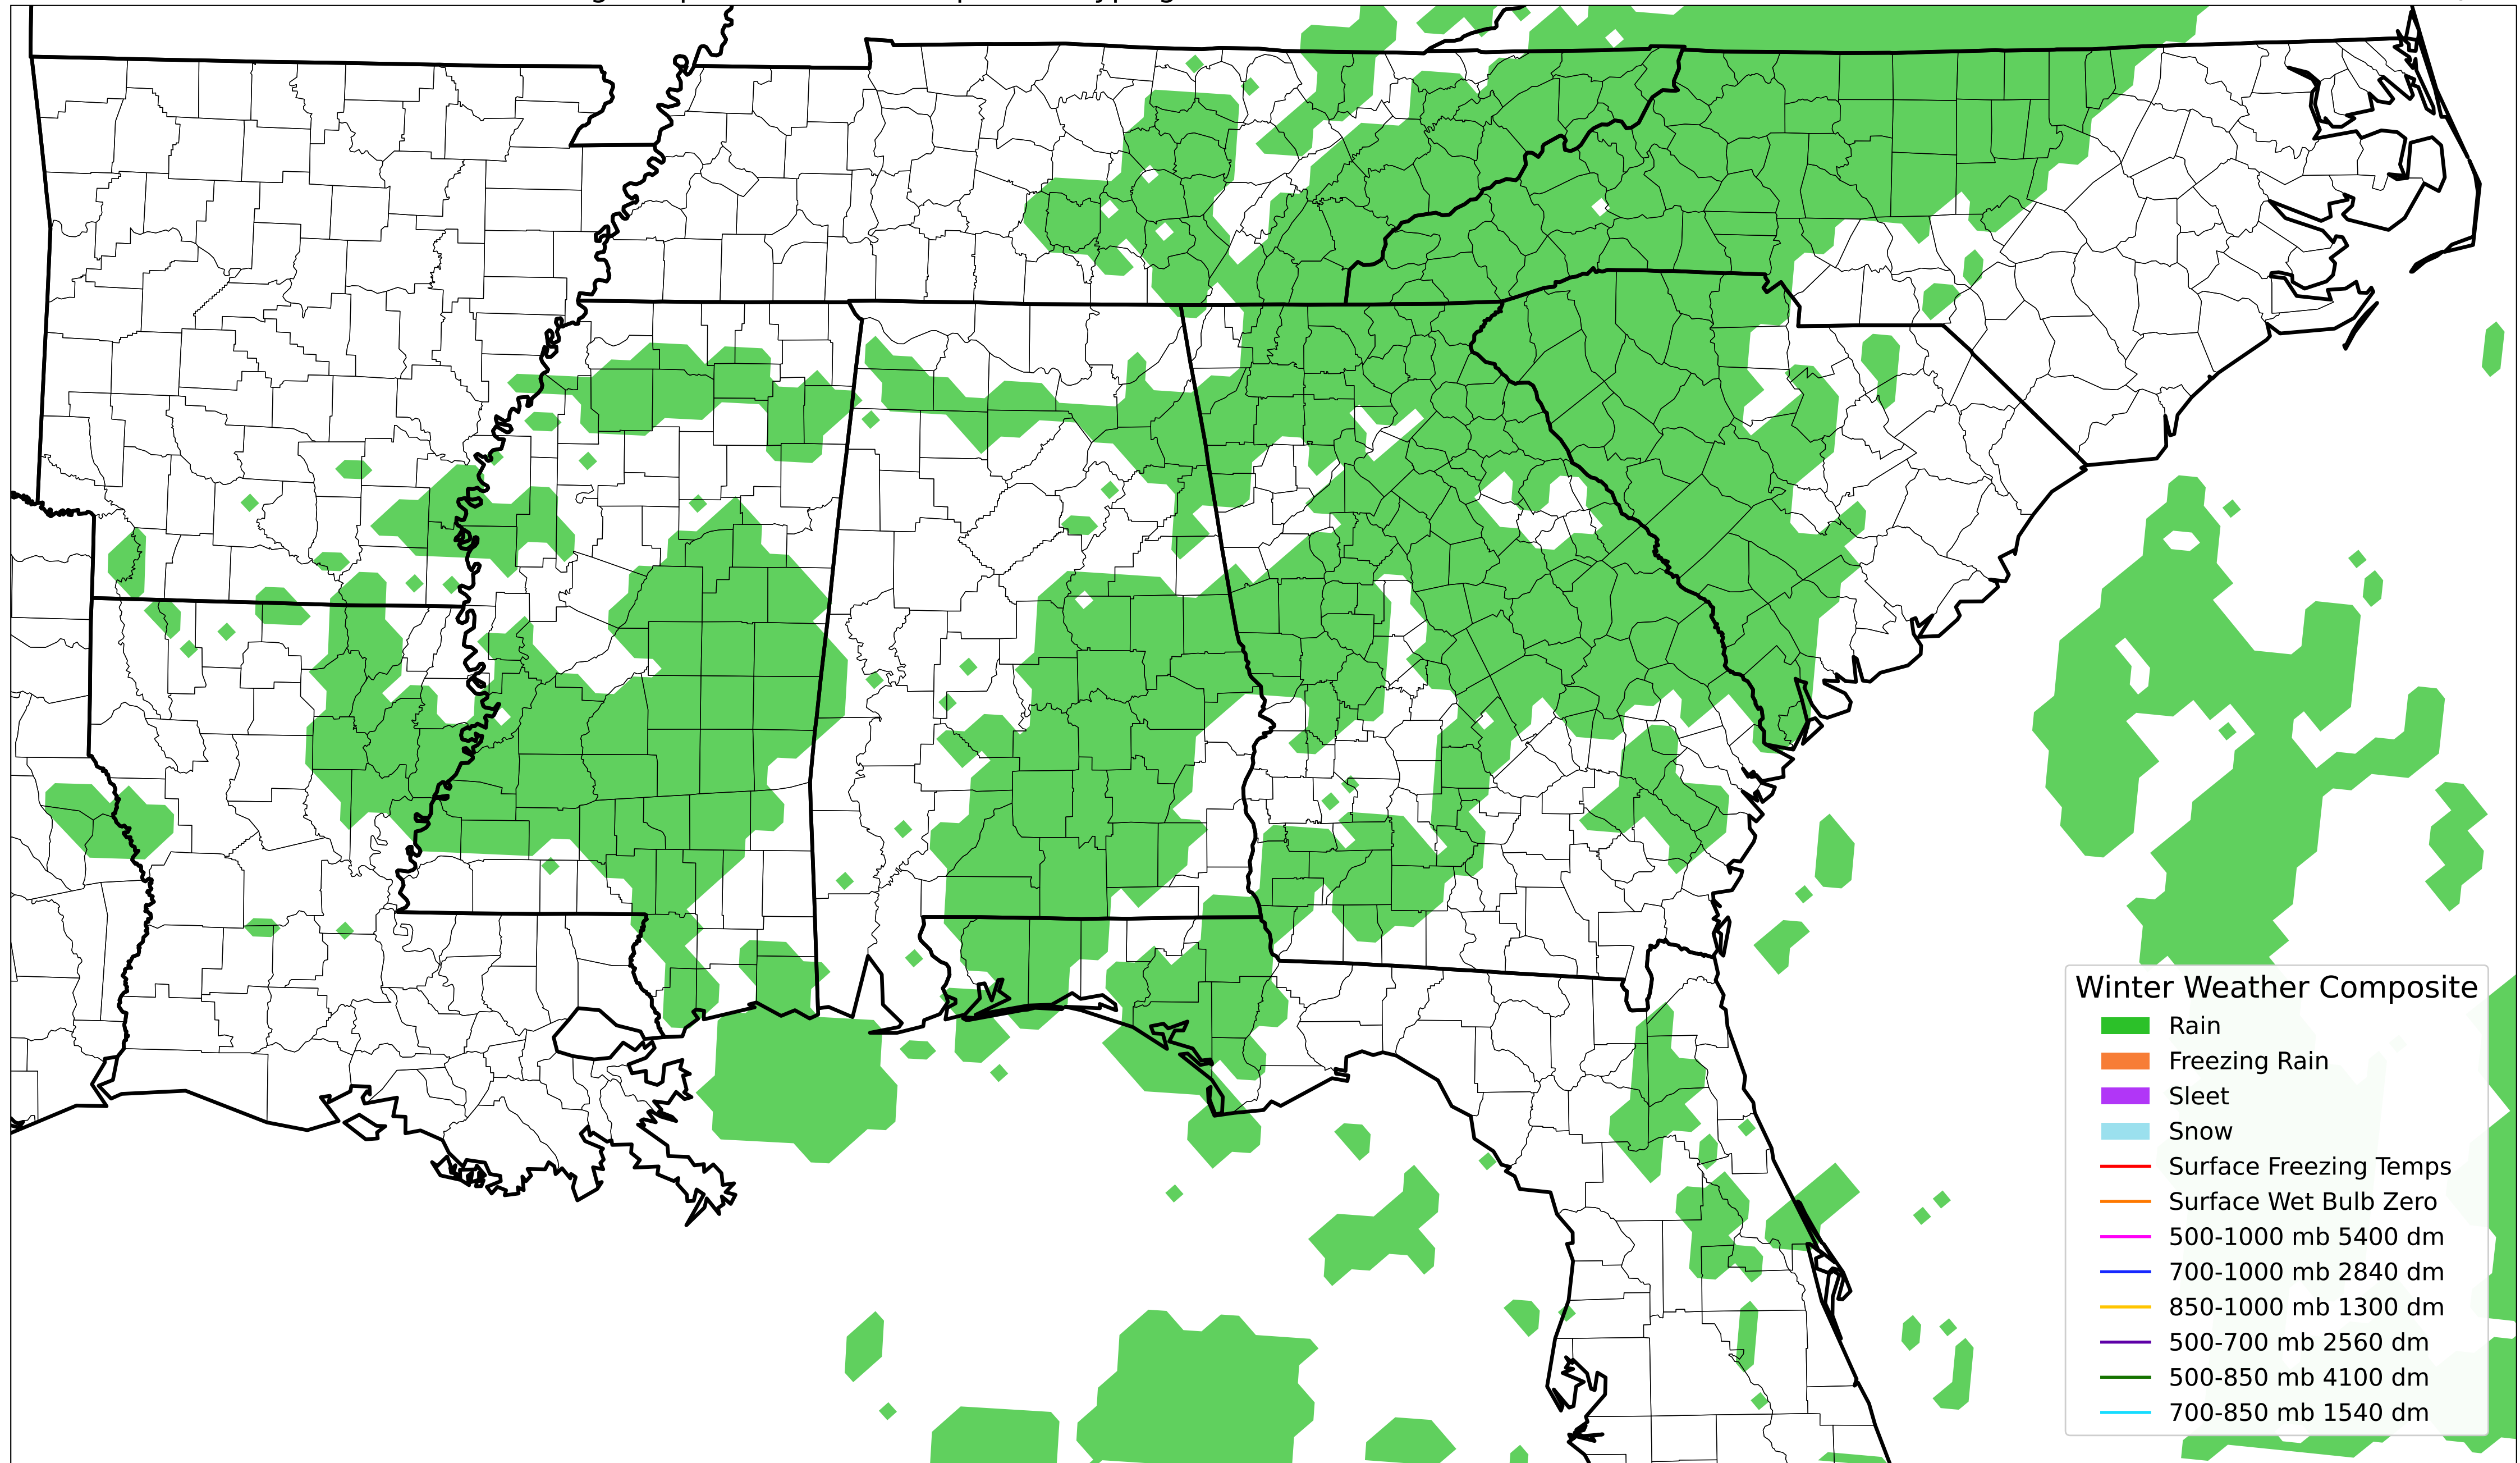 Winter Weather Composite
Rain
Freezing Rain
Sleet
Snow
Surface Freezing Temps
Surface Wet Bulb Zero
500-1000 mb 5400 dm
700-1000 mb 2840 dm
850-1000 mb 1300 dm
500-700 mb 2560 dm
500-850 mb 4100 dm
700-850 mb 1540 dm